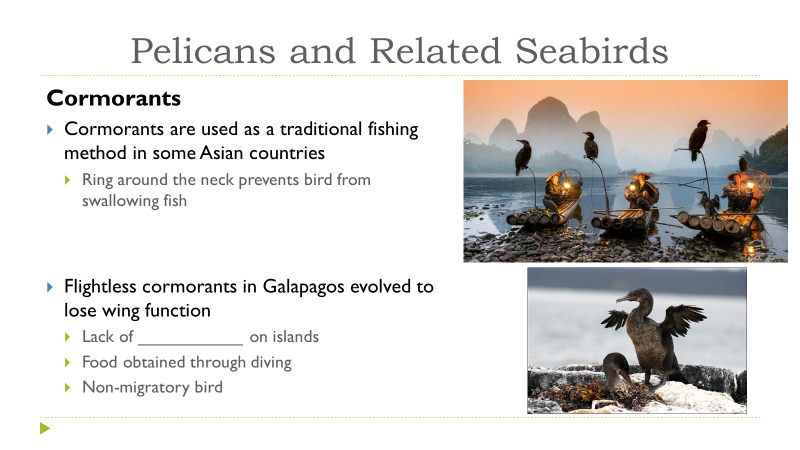 Pelicans and Related Seabirds
Cormorants
Cormorants are used as a traditional fishing
method in some Asian countries
Ring around the neck prevents bird from
swallowing fish
Flightless cormorants in Galapagos evolved to
lose wing function
Lack of ____________ on islands
Food obtained through diving
Non-migratory bird